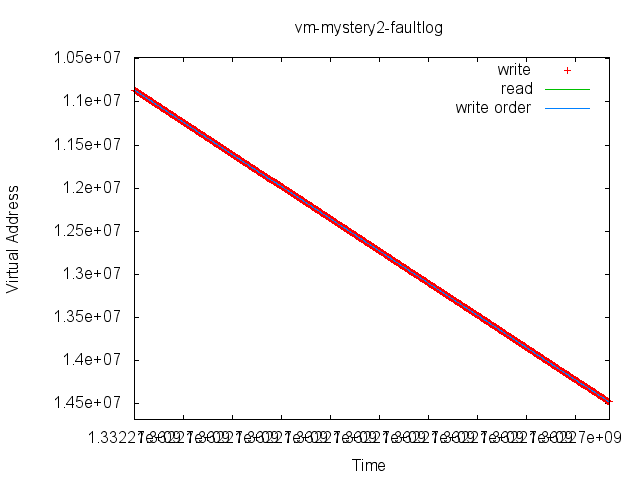 vm-mystery2-faultlog
1.05e+07
1.1e+07
1.15e+07
1.2e+07
1.25e+07
1.3e+07
1.35e+07
1.4e+07
1.45e+07
Virtual Address
write
read
write order
Time